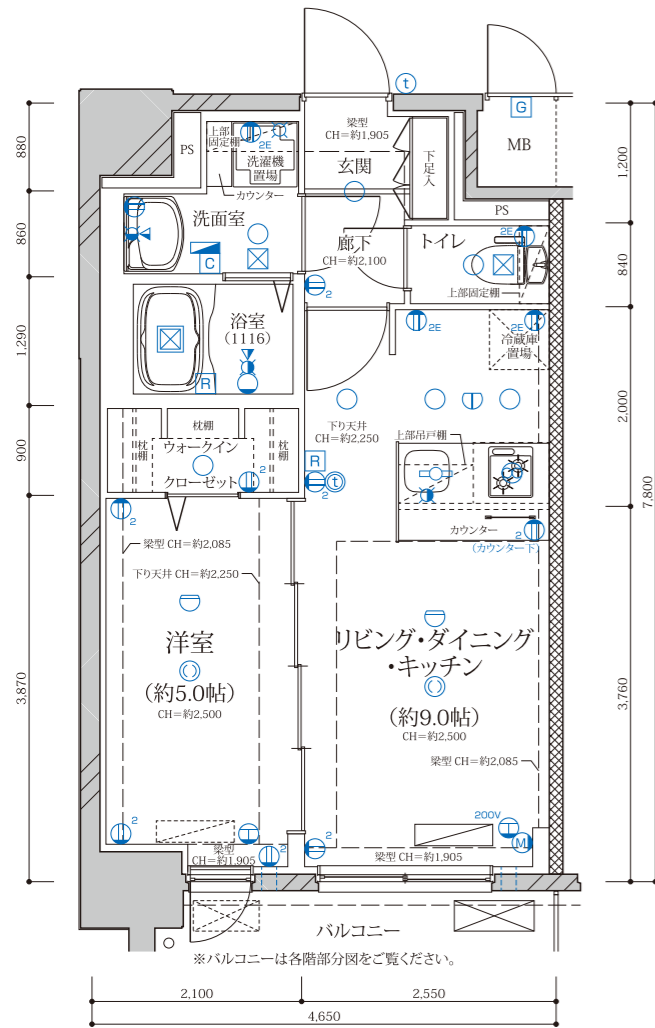 t
G
梁型
CH＝約1,905
MB
PS
上部
固定棚
2E
洗濯機
置場
玄関
下足入
カウンター
PS
洗面室
廊下
CH＝約2,100
トイレ
2E
C
2
上部固定棚
浴室
(1116)
R
2E
2E
冷蔵庫
置場
枕棚
枕棚
枕棚
ウォークイン
クローゼット
2
下り天井
CH＝約2,250
R
2
t
上部吊戸棚
カウンター
2
(カウンター下)
2
梁型 CH＝約2,085
下り天井 CH＝約2,250
洋室
(約5.0帖)
CH＝約2,500
リビング・ダイニング
・キッチン
(約9.0帖)
CH＝約2,500
梁型 CH＝約2,085
2
200V
M
2
2
梁型
CH＝約1,905
梁型 CH＝約1,905
バルコニー
※バルコニーは各階部分図をご覧ください。
880
860
1,290
900
3,870
1,200
840
2,000
3,760
7,800
2,100
2,550
4,650